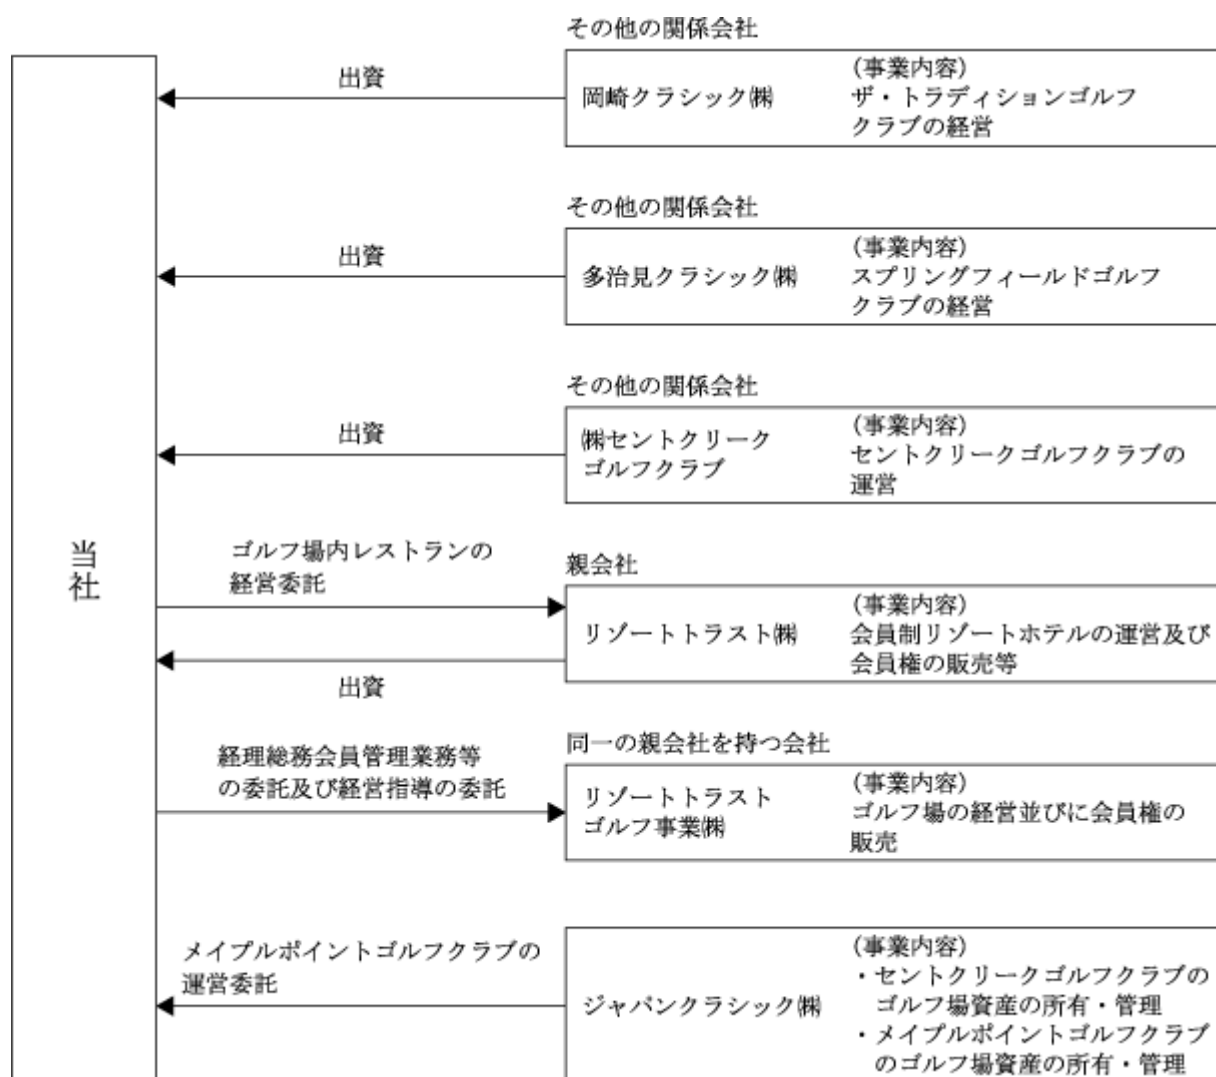 その他の関係会社
出資
岡崎クラシック㈱
(事業内容)
ザ・トラディションゴルフ
クラブの経営
その他の関係会社
出資
多治見クラシック㈱
(事業内容)
スプリングフィールドゴルフ
クラブの経営
その他の関係会社
出資
㈱セントクリーク
ゴルフクラブ
(事業内容)
セントクリークゴルフクラブの
運営
当社
ゴルフ場内レストランの
経営委託
親会社
リゾートトラスト㈱
(事業内容)
会員制リゾートホテルの運営及び
会員権の販売等
出資
経理総務会員管理業務等
の委託及び経営指導の委託
同一の親会社を持つ会社
リゾートトラスト
ゴルフ事業㈱
(事業内容)
ゴルフ場の経営並びに会員権の
販売
メイプルポイントゴルフクラブの
運営委託
ジャパンクラシック㈱
(事業内容)
・セントクリークゴルフクラブの
ゴルフ場資産の所有・管理
・メイプルポイントゴルフクラブ
のゴルフ場資産の所有・管理